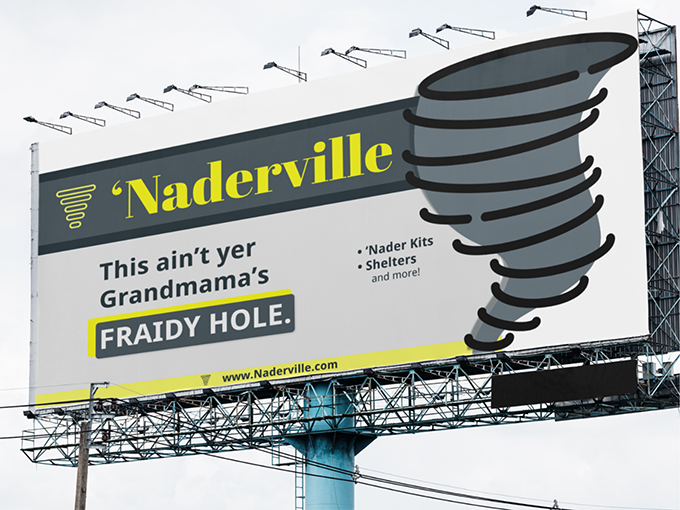 ‘Naderville
This ain’t yer
Grandmama’s
FRAIDY HOLE.
• ‘Nader Kits
• Shelters
and more!
www.Naderville.com